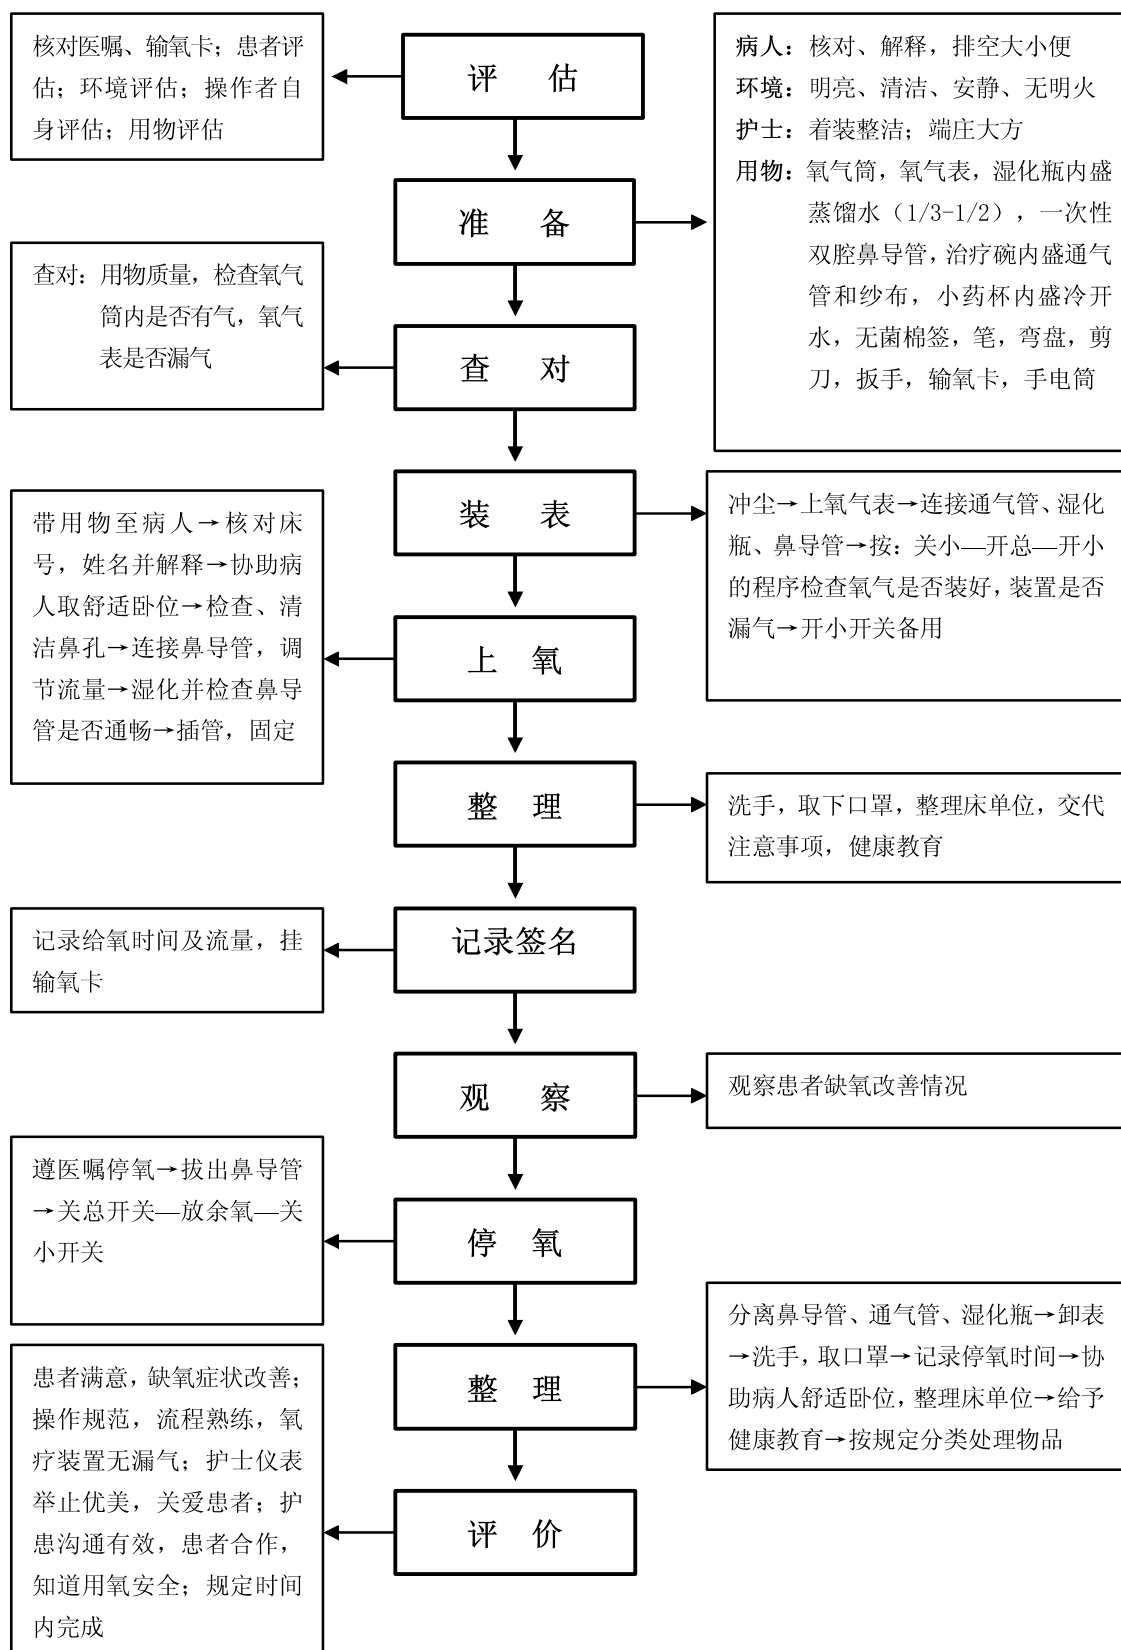 评 估
核对医嘱、输氧卡；患者评
估；环境评估；操作者自
身评估；用物评估
准 备
病人：核对、解释，排空大小便
环境：明亮、清洁、安静、无明火
护士：着装整洁；端庄大方
用物：氧气筒，氧气表，湿化瓶内盛
蒸馏水（1/3-1/2），一次性
双腔鼻导管，治疗碗内盛通气
管和纱布，小药杯内盛冷开
水，无菌棉签，笔，弯盘，剪
刀，扳手，输氧卡，手电筒
查 对
查对：用物质量，检查氧气
筒内是否有气，氧气
表是否漏气
装 表
冲尘→上氧气表→连接通气管、湿化
瓶、鼻导管→按：关小—开总—开小
的程序检查氧气是否装好，装置是否
漏气→开小开关备用
上 氧
带用物至病人→核对床
号，姓名并解释→协助病
人取舒适卧位→检查、清
洁鼻孔→连接鼻导管，调
节流量→湿化并检查鼻导
管是否通畅→插管，固定
整 理
洗手，取下口罩，整理床单位，交代
注意事项，健康教育
记录签名
记录给氧时间及流量，挂
输氧卡
观 察
观察患者缺氧改善情况
停 氧
遵医嘱停氧→拔出鼻导管
→关总开关—放余氧—关
小开关
整 理
分离鼻导管、通气管、湿化瓶→卸表
→洗手，取口罩→记录停氧时间→协
助病人舒适卧位，整理床单位→给予
健康教育→按规定分类处理物品
评 价
患者满意，缺氧症状改善；
操作规范，流程熟练，氧
疗装置无漏气；护士仪表
举止优美，关爱患者；护
患沟通有效，患者合作，
知道用氧安全；规定时间
内完成